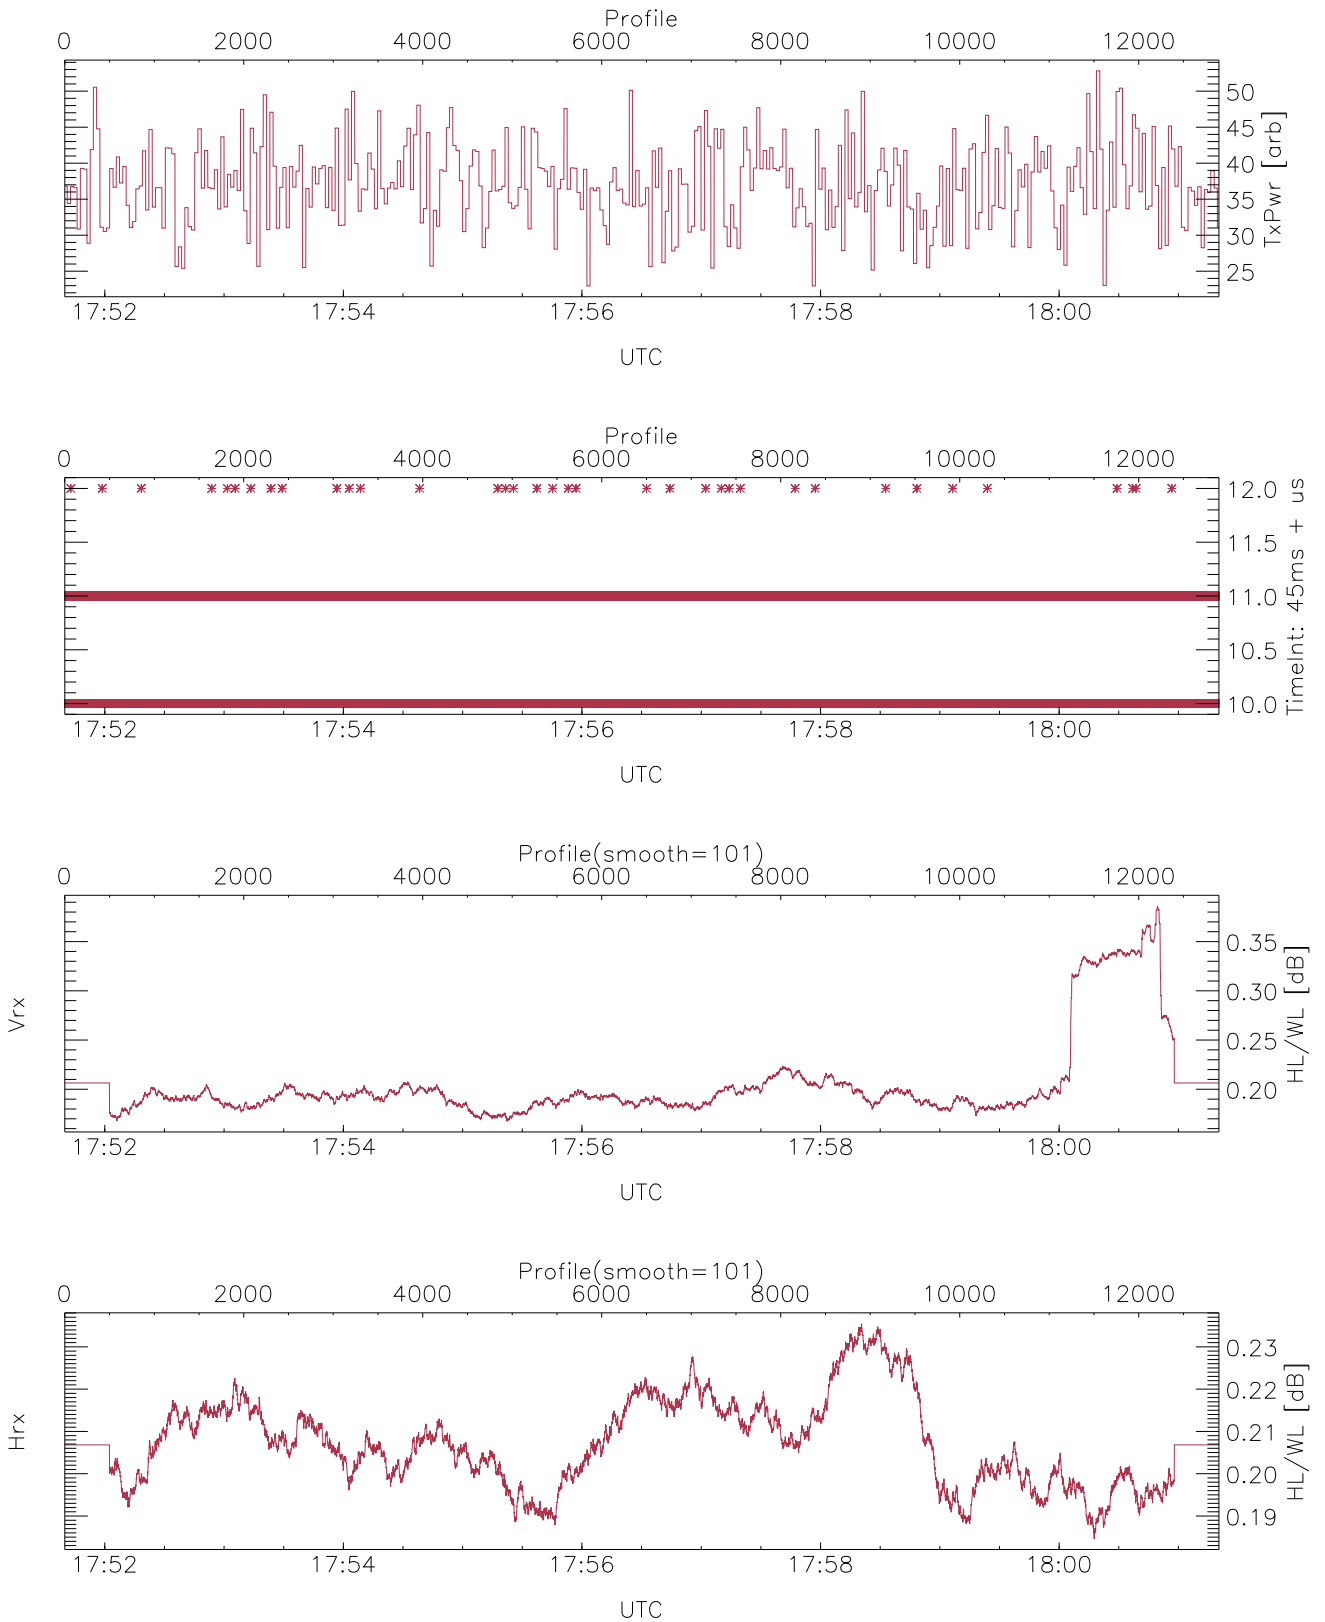 Profile
0 2000 4000 6000 8000 10000 12000
50
45
40
35
30
25
TxPwr [arb]
17:52 17:54 17:56 17:58 18:00
UTC
Profile
0 2000 4000 6000 8000 10000 12000
12.0
11.5
11.0
10.5
10.0
TimeInt: 45ms + us
17:52 17:54 17:56 17:58 18:00
UTC
Profile(smooth=101)
0 2000 4000 6000 8000 10000 12000
Vrx
0.35
0.30
0.25
0.20
HL/WL [dB]
17:52 17:54 17:56 17:58 18:00
UTC
Profile(smooth=101)
0 2000 4000 6000 8000 10000 12000
Hrx
0.23
0.22
0.21
0.20
0.19
HL/WL [dB]
17:52 17:54 17:56 17:58 18:00
UTC